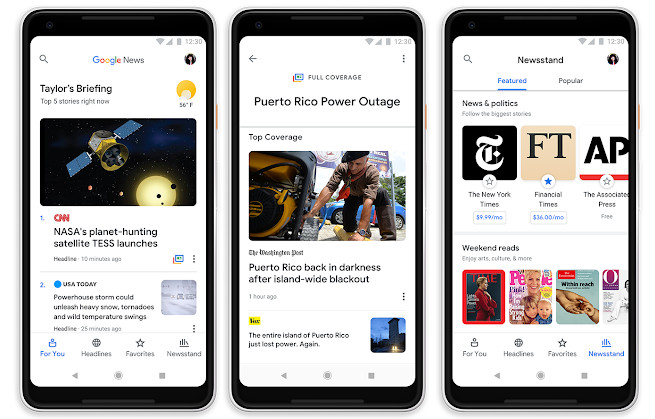 12:30
Google News
Taylor's Briefing
Top 5 stories right now
56° F
1.
CNN
NASA's planet-hunting
satellite TESS launches
Headline · 10 minutes ago
2.
USA TODAY
Powerhouse storm could
unleash heavy snow, tornadoes
and wild temperature swings
Headline · 25 minutes ago
For You
Headlines
Favorites
Newsstand
12:30
FULL COVERAGE
Puerto Rico Power Outage
Top Coverage
The Washington Post
Puerto Rico back in darkness
after island-wide blackout
1 hour ago
Vox
The entire island of Puerto Rico
just lost power. Again.
12:30
Newsstand
Featured
Popular
News & politics
Follow the biggest stories
T
FT
AP
The New York
Times
$9.99/mo
Financial
Times
$36.00/mo
The Associated
Press
Free
Weekend reads
Enjoy arts, culture, & more
People
Within reach
O
For You
Headlines
Favorites
Newsstand